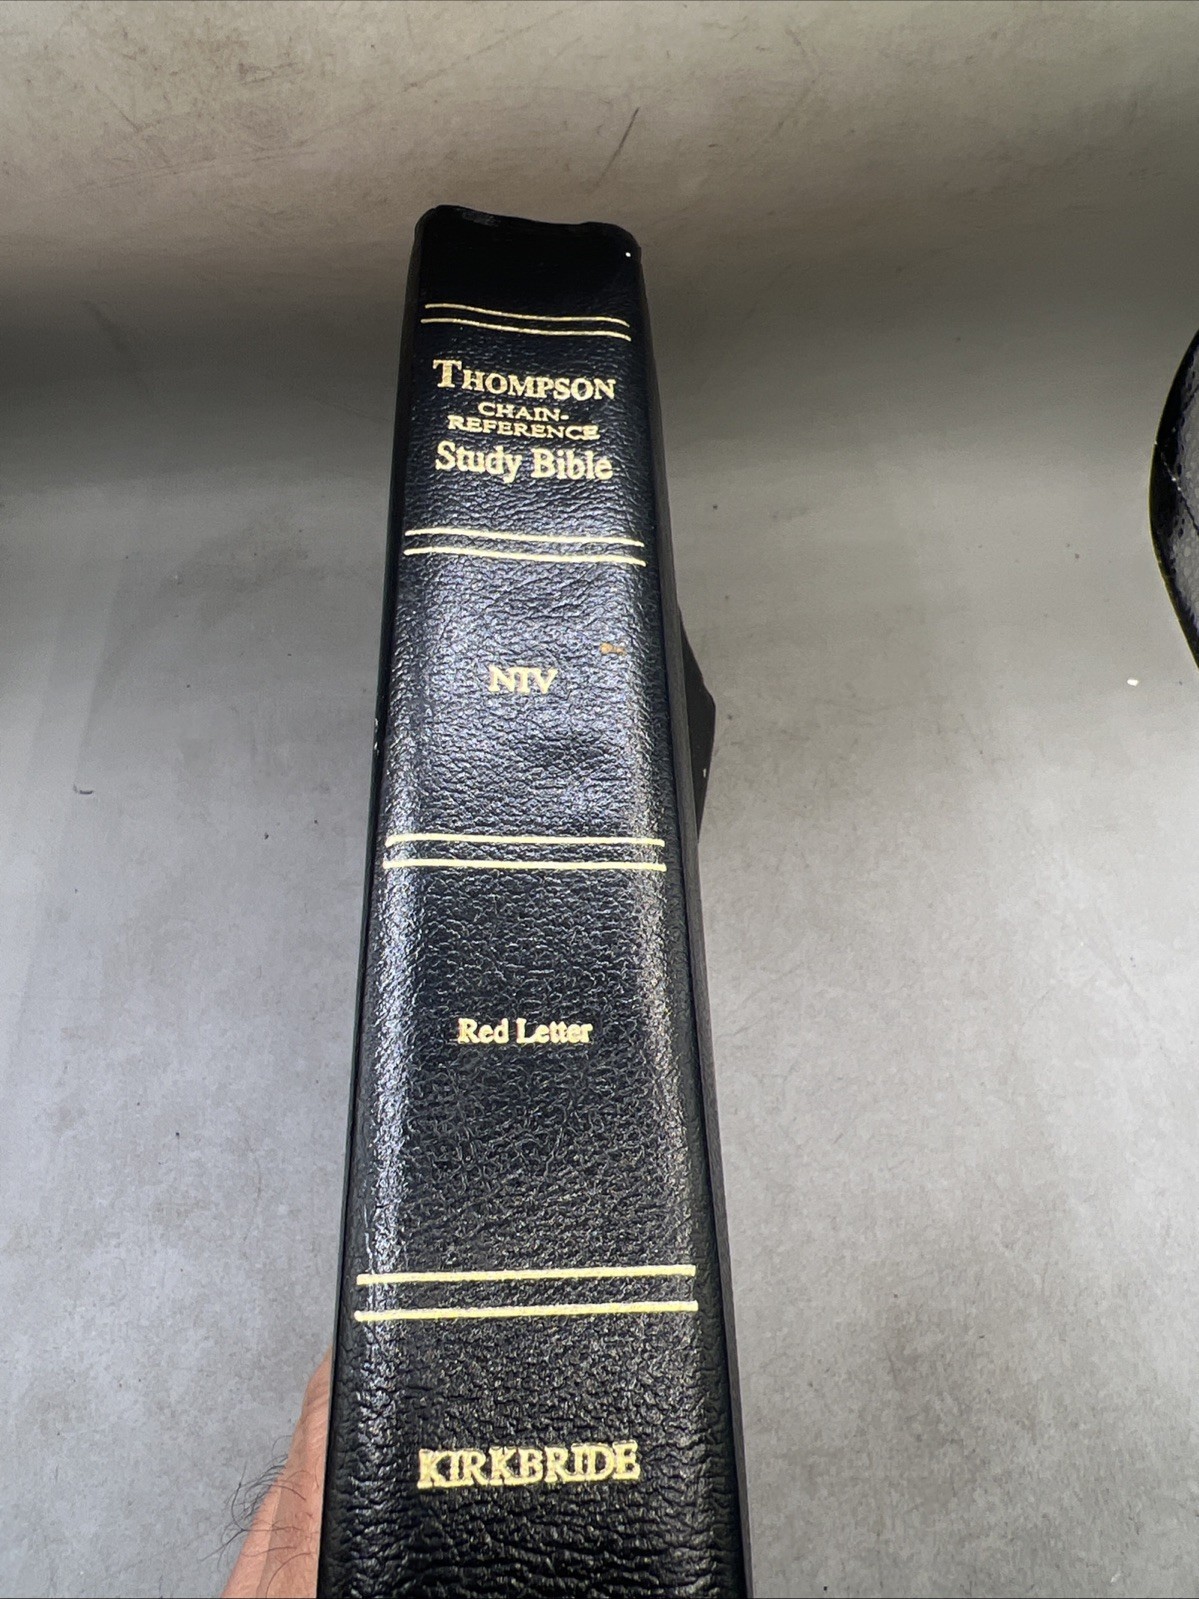 THOMPSON
CHAIN-
REFERENCE
Study Bible
NIV
Red Letter
KIRKBRIDE